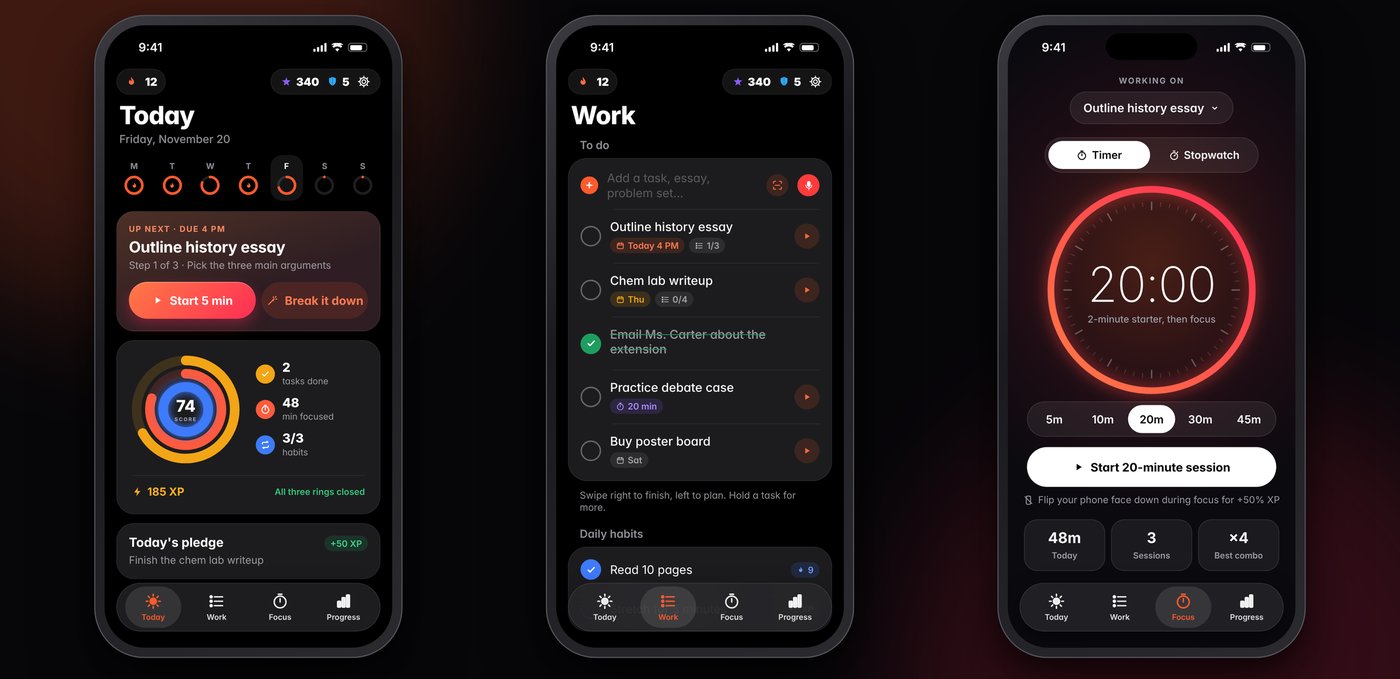 9:41
12
340
5
Today
Friday, November 20
M T W T F S S
UP NEXT · DUE 4 PM
Outline history essay
Step 1 of 3 · Pick the three main arguments
Start 5 min
Break it down
74
SCORE
2
tasks done
48
min focused
3/3
habits
185 XP
All three rings closed
Today's pledge
+50 XP
Finish the chem lab writeup
Today
Work
Focus
Progress
9:41
12
340
5
Work
To do
Add a task, essay,
problem set...
Outline history essay
Today 4 PM
1/3
Chem lab writeup
Thu
0/4
Email Ms. Carter about the
extension
Practice debate case
20 min
Buy poster board
Sat
Swipe right to finish, left to plan. Hold a task for
more.
Daily habits
Read 10 pages
9
Today
Work
Focus
Progress
9:41
WORKING ON
Outline history essay
Timer
Stopwatch
20:00
2-minute starter, then focus
5m
10m
20m
30m
45m
Start 20-minute session
Flip your phone face down during focus for +50% XP
48m
Today
3
Sessions
×4
Best combo
Today
Work
Focus
Progress